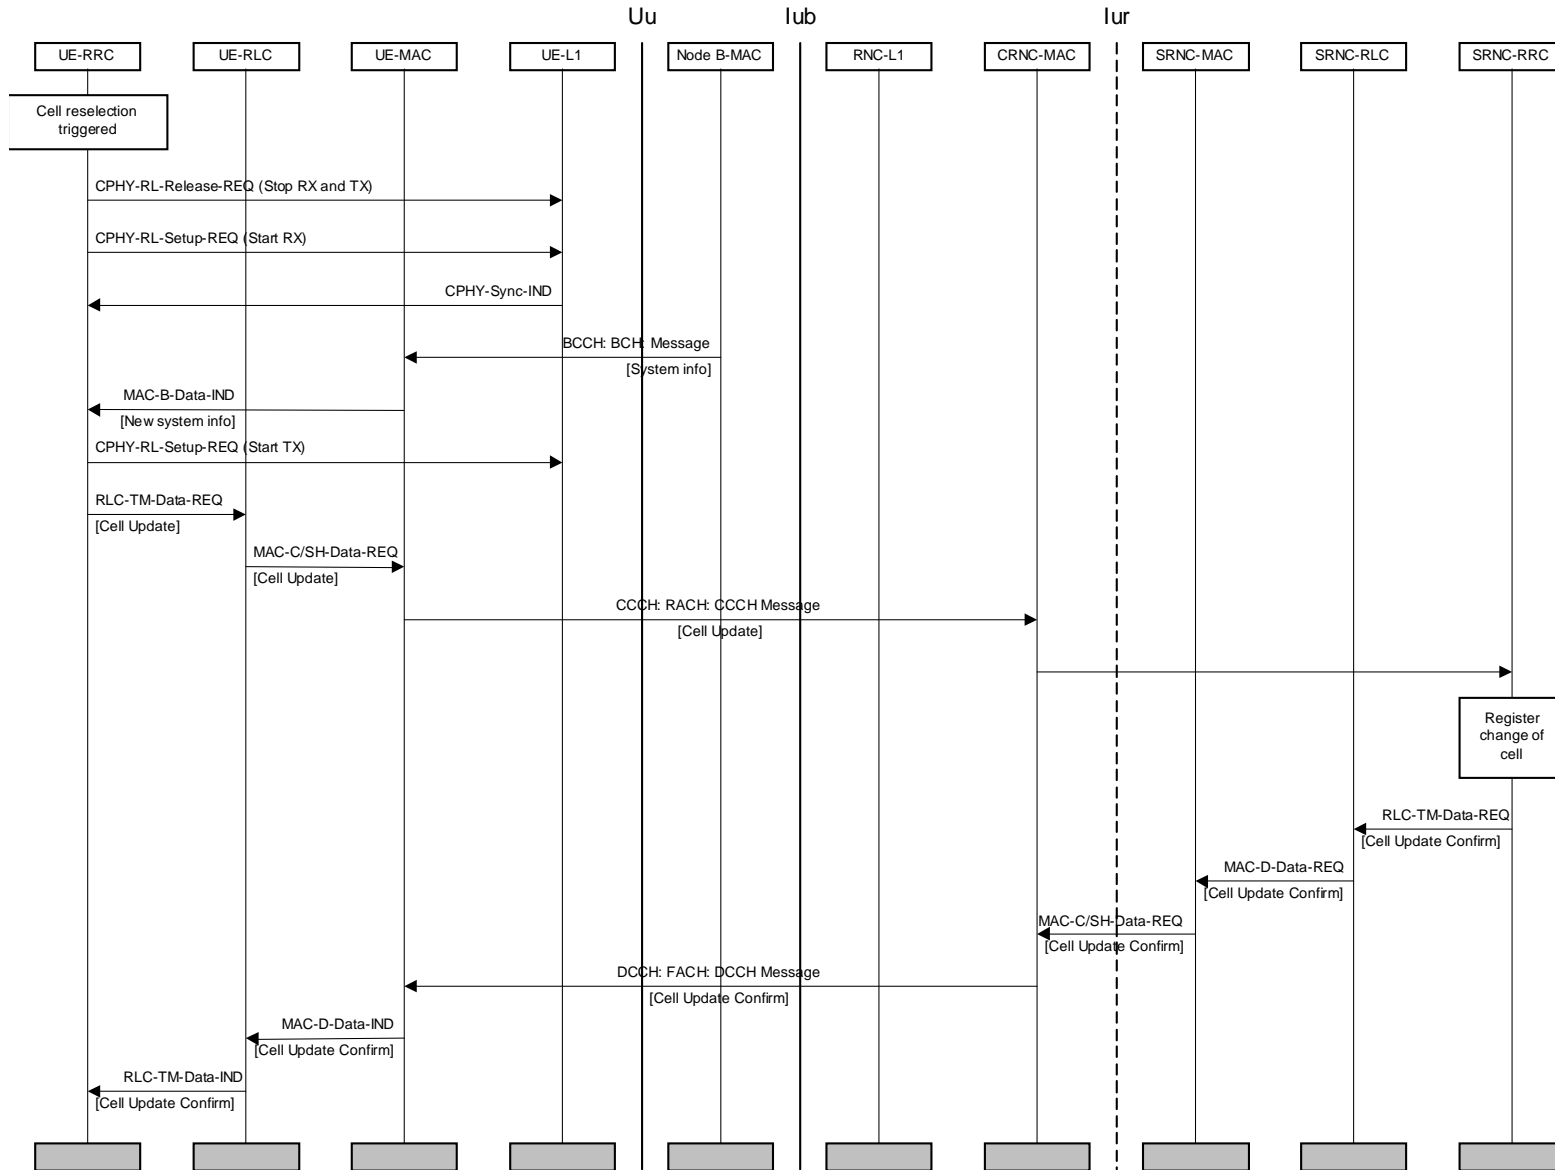 Uu Iub Iur
UE-RRC UE-RLC UE-MAC UE-L1 Node B-MAC RNC-L1 CRNC-MAC SRNC-MAC SRNC-RLC SRNC-RRC
Cell reselection
triggered
CPHY-RL-Release-REQ (Stop RX and TX)
CPHY-RL-Setup-REQ (Start RX)
CPHY-Sync-IND
BCCH: BCH: Message
[System info]
MAC-B-Data-IND
[New system info]
CPHY-RL-Setup-REQ (Start TX)
RLC-TM-Data-REQ
[Cell Update]
MAC-C/SH-Data-REQ
[Cell Update]
CCCH: RACH: CCCH Message
[Cell Update]
Register
change of
cell
RLC-TM-Data-REQ
[Cell Update Confirm]
MAC-D-Data-REQ
[Cell Update Confirm]
MAC-C/SH-Data-REQ
[Cell Update Confirm]
DCCH: FACH: DCCH Message
[Cell Update Confirm]
MAC-D-Data-IND
[Cell Update Confirm]
RLC-TM-Data-IND
[Cell Update Confirm]